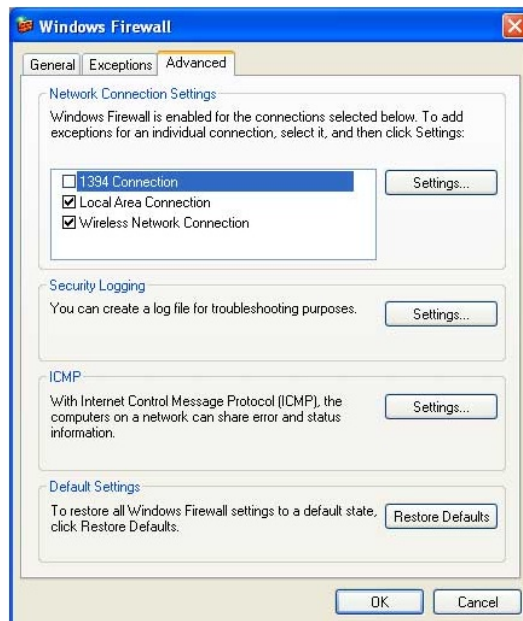 Windows Firewall
General
Exceptions
Advanced
Network Connection Settings
Windows Firewall is enabled for the connections selected below. To add
exceptions for an individual connection, select it, and then click Settings:
1394 Connection
Local Area Connection
Wireless Network Connection
Settings...
Security Logging
You can create a log file for troubleshooting purposes.
Settings...
ICMP
With Internet Control Message Protocol (ICMP), the
computers on a network can share error and status
information.
Settings...
Default Settings
To restore all Windows Firewall settings to a default state,
click Restore Defaults.
Restore Defaults
OK
Cancel